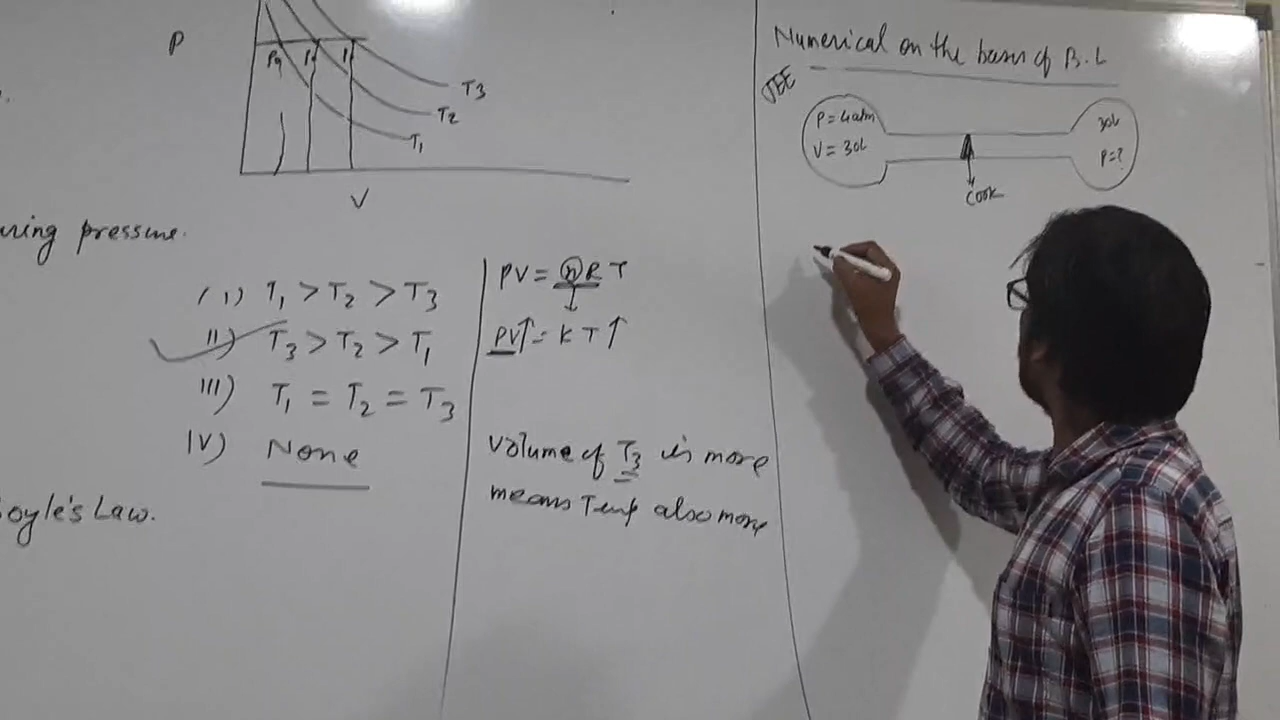 P
T3
T2
T1
V
pressure.
(I) T1 > T2 > T3
II) T3 > T2 > T1
III) T1 = T2 = T3
IV) None
oyle's Law.
PV = nRT
PV↑ = KT↑
Volume of T3 is more
means Temp also more
Numerical on the basis of B.L
JEE
P = 4atm
V = 30L
30L
P=?
Cook